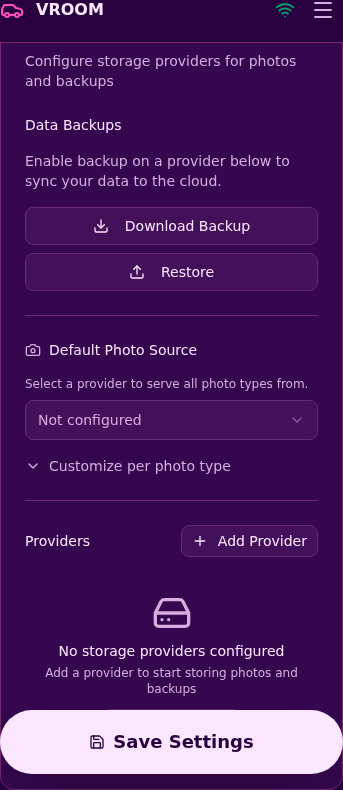 VROOM
Configure storage providers for photos
and backups
Data Backups
Enable backup on a provider below to
sync your data to the cloud.
Download Backup
Restore
Default Photo Source
Select a provider to serve all photo types from.
Not configured
Customize per photo type
Providers
Add Provider
No storage providers configured
Add a provider to start storing photos and
backups
Save Settings